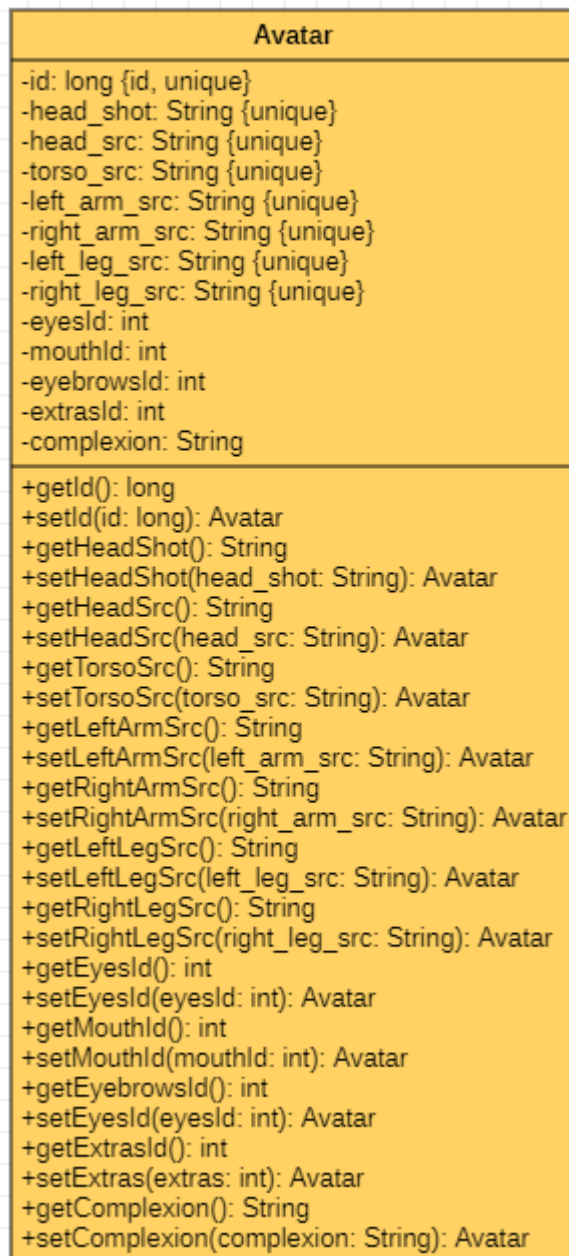 Avatar
-id: long {id, unique}
-head_shot: String {unique}
-head_src: String {unique}
-torso_src: String {unique}
-left_arm_src: String {unique}
-right_arm_src: String {unique}
-left_leg_src: String {unique}
-right_leg_src: String {unique}
-eyesId: int
-mouthId: int
-eyebrowsId: int
-extrasId: int
-complexion: String
+getId(): long
+setId(id: long): Avatar
+getHeadShot(): String
+setHeadShot(head_shot: String): Avatar
+getHeadSrc(): String
+setHeadSrc(head_src: String): Avatar
+getTorsoSrc(): String
+setTorsoSrc(torso_src: String): Avatar
+getLeftArmSrc(): String
+setLeftArmSrc(left_arm_src: String): Avatar
+getRightArmSrc(): String
+setRightArmSrc(right_arm_src: String): Avatar
+getLeftLegSrc(): String
+setLeftLegSrc(left_leg_src: String): Avatar
+getRightLegSrc(): String
+setRightLegSrc(right_leg_src: String): Avatar
+getEyesId(): int
+setEyesId(eyesId: int): Avatar
+getMouthId(): int
+setMouthId(mouthId: int): Avatar
+getEyebrowsId(): int
+setEyesId(eyesId: int): Avatar
+getExtrasId(): int
+setExtras(extras: int): Avatar
+getComplexion(): String
+setComplexion(complexion: String): Avatar